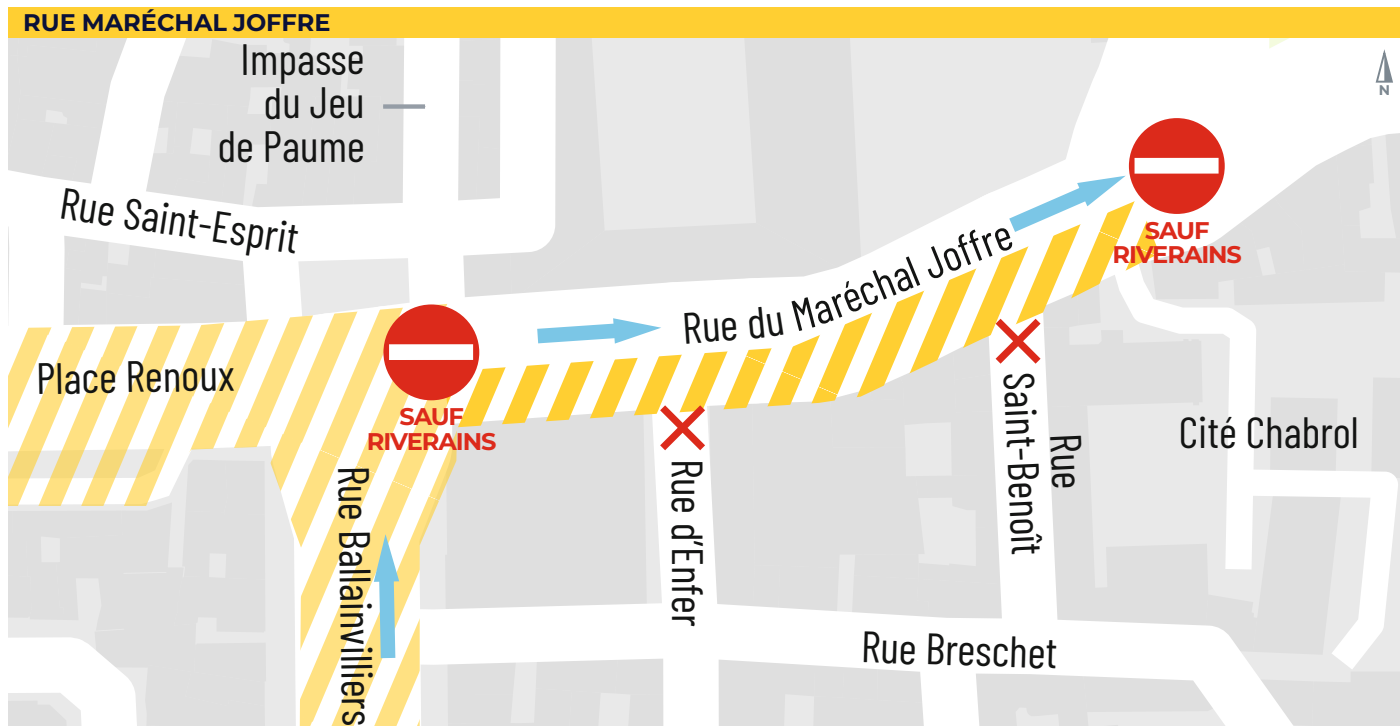 RUE MARÉCHAL JOFFRE
Impasse
du Jeu
de Paume
N
Rue Saint-Esprit
SAUF
RIVERAINS
Rue du Maréchal Joffre
Place Renoux
SAUF
RIVERAINS
Rue Ballainvilliers
Rue d'Enfer
Rue
Saint-Benoît
Cité Chabrol
Rue Breschet